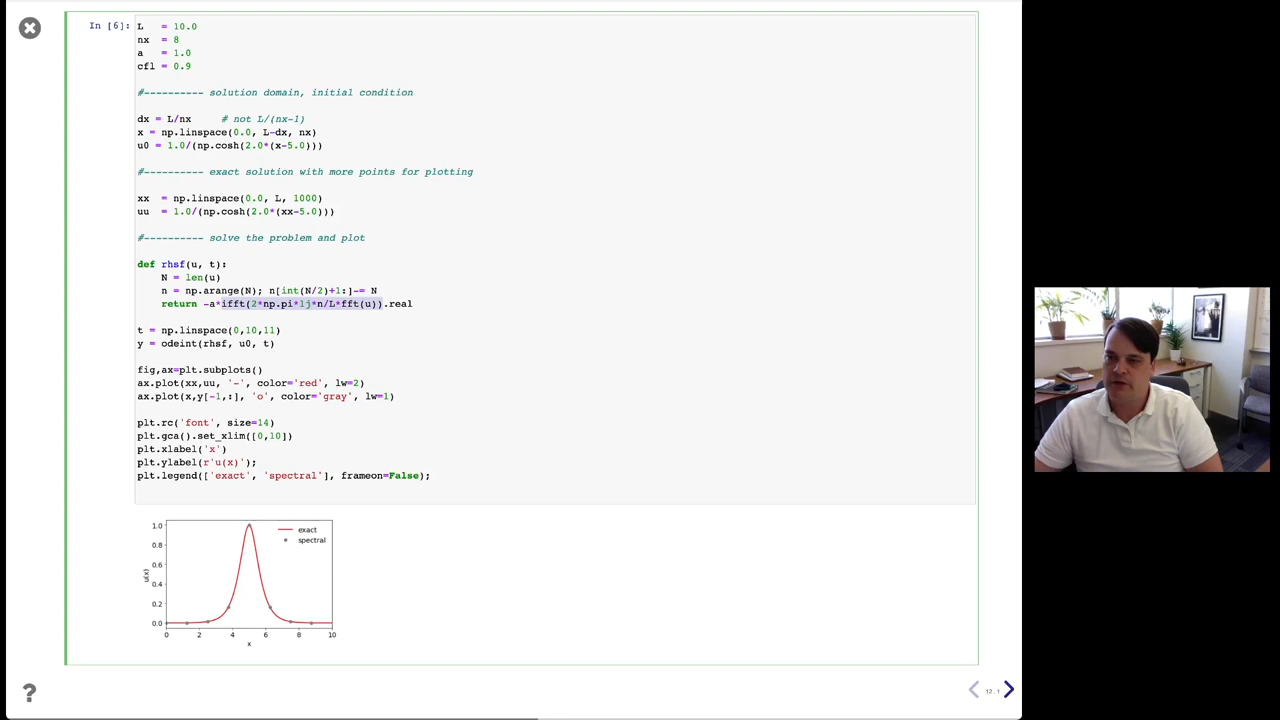 In [6]:
L   = 10.0
nx  = 8
a   = 1.0
cfl = 0.9
#---------- solution domain, initial condition
dx = L/nx     # not L/(nx-1)
x = np.linspace(0.0, L-dx, nx)
u0 = 1.0/(np.cosh(2.0*(x-5.0)))
#---------- exact solution with more points for plotting
xx  = np.linspace(0.0, L, 1000)
uu  = 1.0/(np.cosh(2.0*(xx-5.0)))
#---------- solve the problem and plot
def rhsf(u, t):
    N = len(u)
    n = np.arange(N); n[int(N/2)+1:]-= N
    return -a*ifft(2*np.pi*1j*n/L*fft(u)).real
t = np.linspace(0,10,11)
y = odeint(rhsf, u0, t)
fig,ax=plt.subplots()
ax.plot(xx,uu, '-', color='red', lw=2)
ax.plot(x,y[-1,:], 'o', color='gray', lw=1)
plt.rc('font', size=14)
plt.gca().set_xlim([0,10])
plt.xlabel('x')
plt.ylabel(r'u(x)');
plt.legend(['exact', 'spectral'], frameon=False);
1.0
0.8
0.6
0.4
0.2
0.0
u(x)
exact
spectral
0 2 4 6 8 10
x
?
12.1